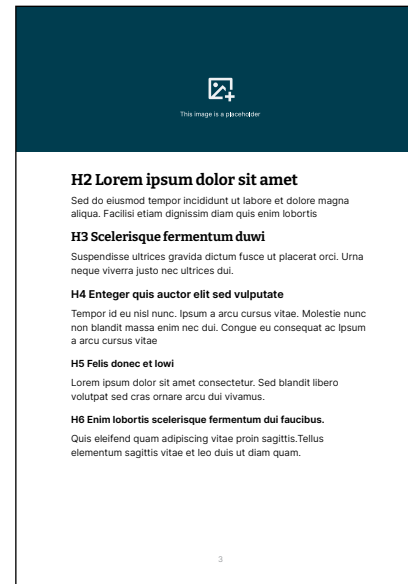 This image is a placeholder
H2 Lorem ipsum dolor sit amet
Sed do eiusmod tempor incididunt ut labore et dolore magna
aliqua. Facilisi etiam dignissim diam quis enim lobortis
H3 Scelerisque fermentum duwi
Suspendisse ultrices gravida dictum fusce ut placerat orci. Urna
neque viverra justo nec ultrices dui.
H4 Enteger quis auctor elit sed vulputate
Tempor id eu nisl nunc. Ipsum a arcu cursus vitae. Molestie nunc
non blandit massa enim nec dui. Congue eu consequat ac Ipsum
a arcu cursus vitae
H5 Felis donec et lowi
Lorem ipsum dolor sit amet consectetur. Sed blandit libero
volutpat sed cras ornare arcu dui vivamus.
H6 Enim lobortis scelerisque fermentum dui faucibus.
Quis eleifend quam adipiscing vitae proin sagittis.Tellus
elementum sagittis vitae et leo duis ut diam quam.
3